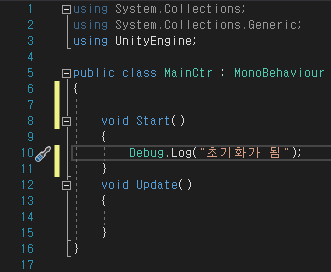 1 using System.Collections;
2 using System.Collections.Generic;
3 using UnityEngine;
4
5 public class MainCtr : MonoBehaviour
6 {
7
8 void Start()
9 {
10 Debug.Log("초기화가 됨");
11 }
12 void Update()
13 {
14
15 }
16 }
17